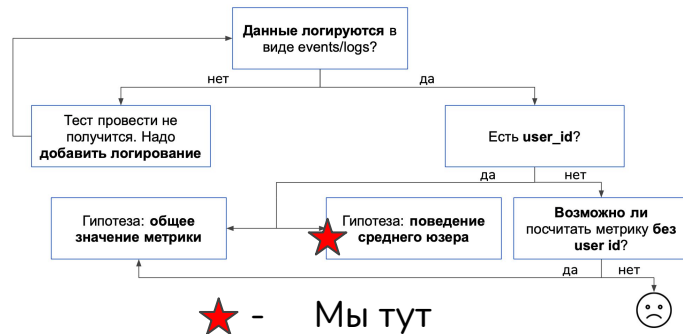 Данные логируются в
виде events/logs?
нет
да
Тест провести не
получится. Надо
добавить логирование
Есть user_id?
да
нет
Гипотеза: общее
значение метрики
Гипотеза: поведение
среднего юзера
Возможно ли
посчитать метрику без
user id?
да
нет
- Мы тут